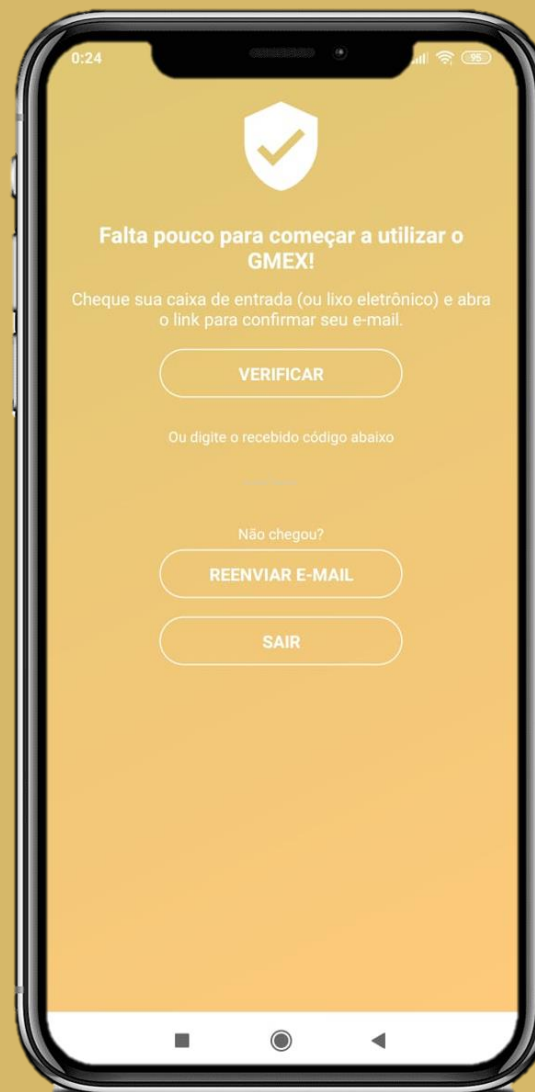 0:24
95
Falta pouco para começar a utilizar o
GMEX!
Cheque sua caixa de entrada (ou lixo eletrônico) e abra
o link para confirmar seu e-mail.
VERIFICAR
Ou digite o recebido código abaixo
Não chegou?
REENVIAR E-MAIL
SAIR